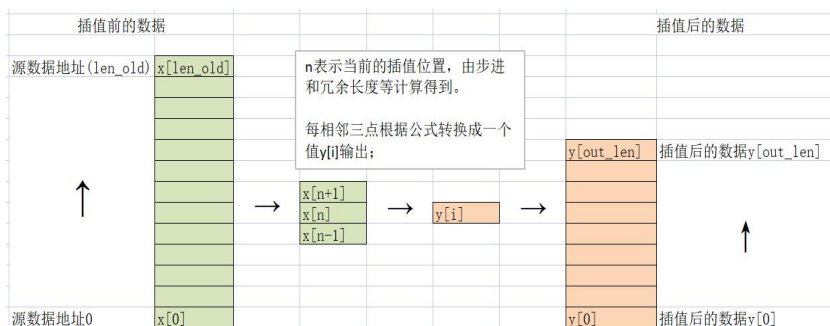 插值前的数据
插值后的数据
源数据地址(len_old)
x[len_old]
n表示当前的插值位置，由步进
和冗余长度等计算得到。
每相邻三点根据公式转换成一个
值y[i]输出；
y[out_len]
插值后的数据y[out_len]
↑
→
x[n+1]
x[n]
x[n-1]
→
y[i]
→
↑
源数据地址0
x[0]
y[0]
插值后的数据y[0]